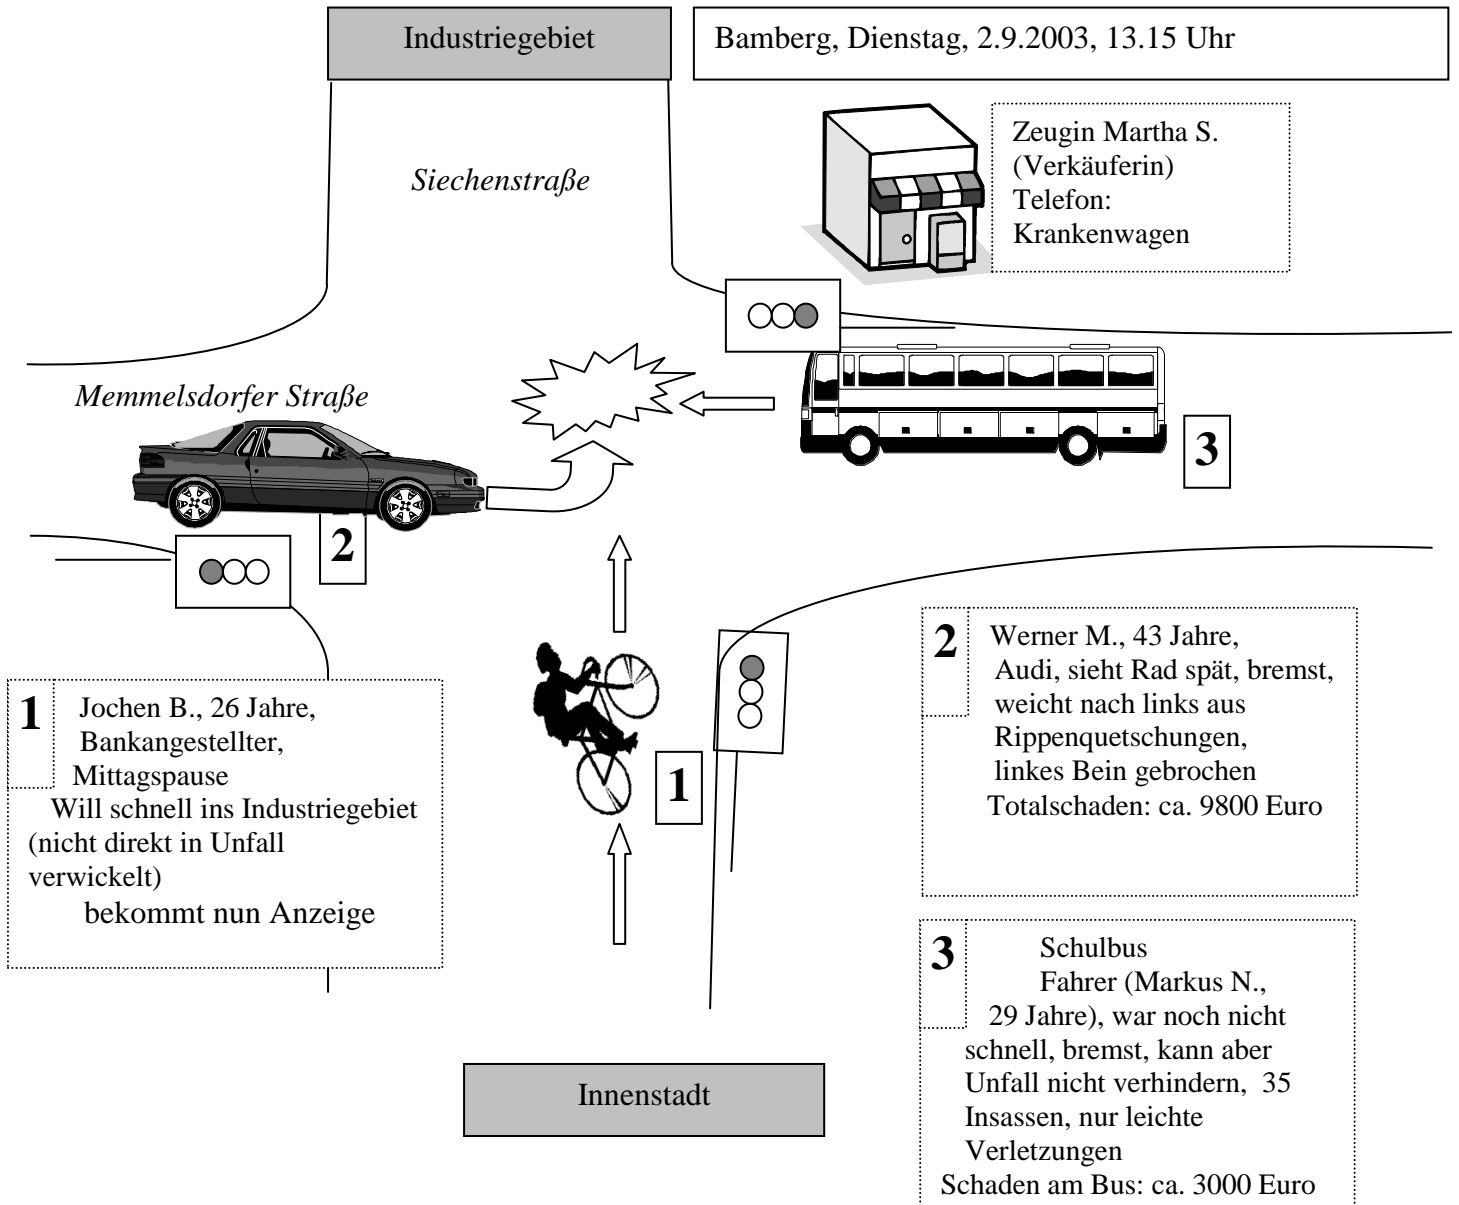 Industriegebiet
Bamberg, Dienstag, 2.9.2003, 13.15 Uhr
Zeugin Martha S.
(Verkäuferin)
Telefon:
Krankenwagen
Siechenstraße
Memmelsdorfer Straße
3
2
1
1
Jochen B., 26 Jahre,
Bankangestellter,
Mittagspause
Will schnell ins Industriegebiet
(nicht direkt in Unfall
verwickelt)
bekommt nun Anzeige
2
Werner M., 43 Jahre,
Audi, sieht Rad spät, bremst,
weicht nach links aus
Rippenquetschungen,
linkes Bein gebrochen
Totalschaden: ca. 9800 Euro
3
Schulbus
Fahrer (Markus N.,
29 Jahre), war noch nicht
schnell, bremst, kann aber
Unfall nicht verhindern, 35
Insassen, nur leichte
Verletzungen
Schaden am Bus: ca. 3000 Euro
Innenstadt